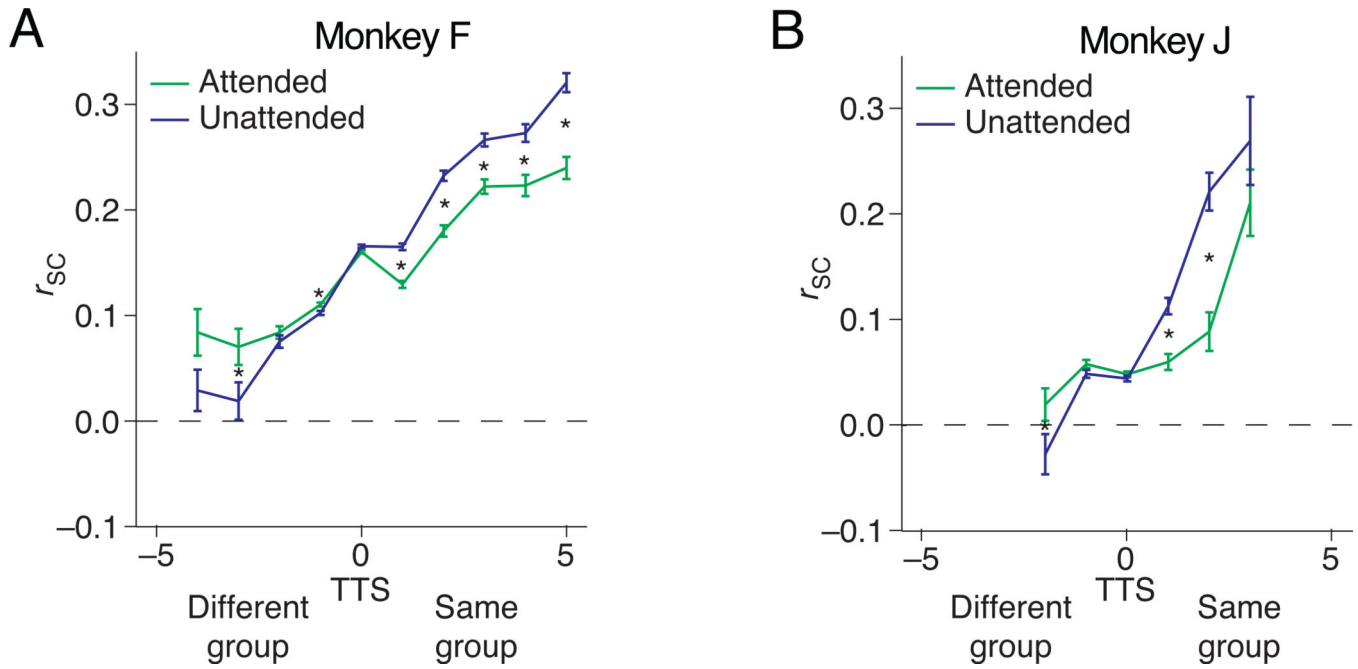 A
Monkey F
Attended
Unattended
0.3
0.2
0.1
0.0
–0.1
rSC
*
*
*
*
*
*
*
–5
0
5
TTS
Different
group
Same
group
B
Monkey J
Attended
Unattended
0.3
0.2
0.1
0.0
–0.1
rSC
*
*
*
–5
0
5
TTS
Different
group
Same
group